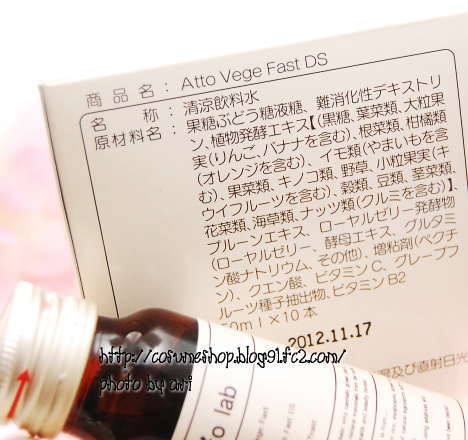 商品名：Atto Vege Fast DS
名　称：清涼飲料水
原材料名：果糖ぶどう糖液糖、難消化性デキストリ
ン、植物発酵エキス【(黒糖、葉菜類、大粒果
実(りんご、バナナを含む)、根菜類、柑橘類
(オレンジを含む)、イモ類(やまいもを含
む)、果菜類、キノコ類、野草、小粒果実(キ
ウイフルーツを含む)、穀類、豆類、茎菜類、
花菜類、海草類、ナッツ類(クルミを含む)】、
プルーンエキス、ローヤルゼリー発酵物
(ローヤルゼリー、酵母エキス、グルタミ
ン酸ナトリウム、その他)、増粘剤(ペクチ
ン)、クエン酸、ビタミンC、グレープフ
ルーツ種子抽出物、ビタミンB2
0ml×10本
2012.11.17
及び直射日光
http://cosumeshop.blog91.fc2.com/
photo by ari
o lab